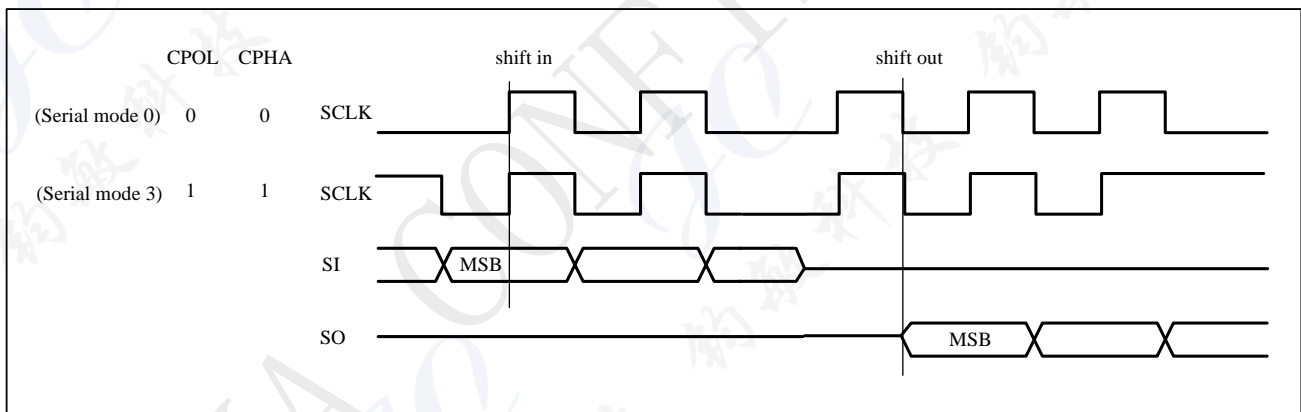 CPOL CPHA shift in shift out
(Serial mode 0) 0 0 SCLK
(Serial mode 3) 1 1 SCLK
SI MSB
SO MSB